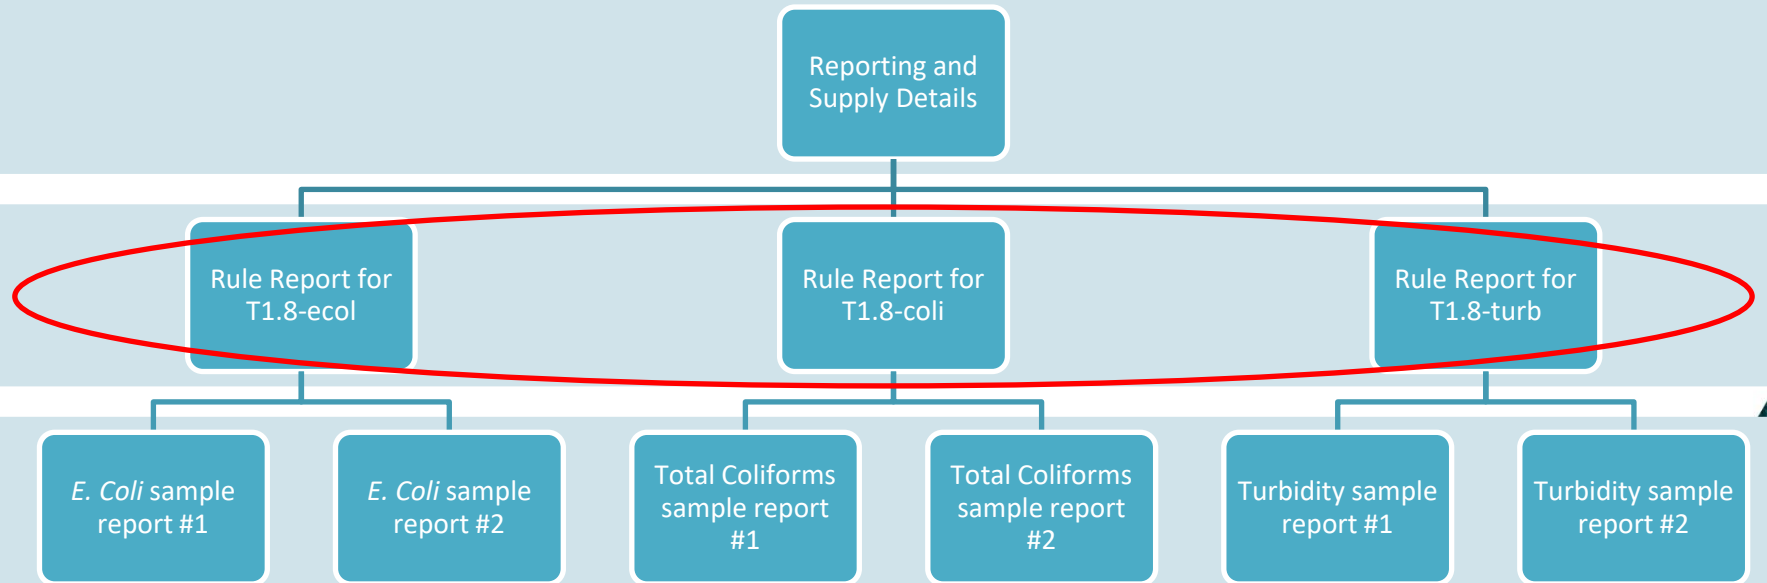 Reporting and
Supply Details
Rule Report for
T1.8-ecol
Rule Report for
T1.8-coli
Rule Report for
T1.8-turb
E. Coli sample
report #1
E. Coli sample
report #2
Total Coliforms
sample report
#1
Total Coliforms
sample report
#2
Turbidity sample
report #1
Turbidity sample
report #2